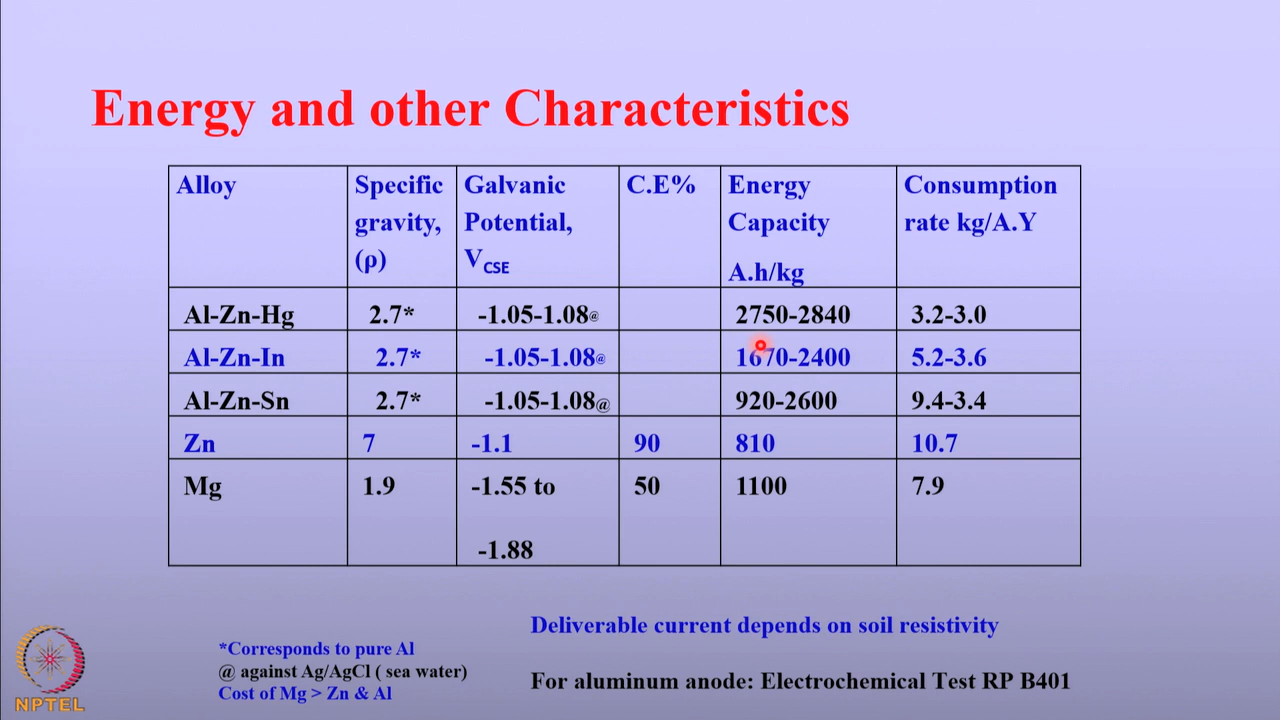 Energy and other Characteristics
Alloy Specific gravity, (ρ) Galvanic Potential, VCSE C.E% Energy Capacity A.h/kg Consumption rate kg/A.Y
Al-Zn-Hg 2.7* -1.05-1.08@ 2750-2840 3.2-3.0
Al-Zn-In 2.7* -1.05-1.08@ 1670-2400 5.2-3.6
Al-Zn-Sn 2.7* -1.05-1.08@ 920-2600 9.4-3.4
Zn 7 -1.1 90 810 10.7
Mg 1.9 -1.55 to -1.88 50 1100 7.9
Deliverable current depends on soil resistivity
*Corresponds to pure Al
@ against Ag/AgCl ( sea water)
Cost of Mg > Zn & Al
For aluminum anode: Electrochemical Test RP B401
NPTEL